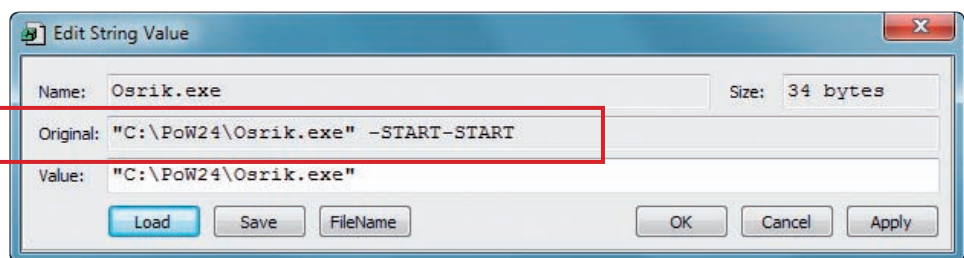 Edit String Value
Name: Osrik.exe Size: 34 bytes
Original: "C:\PoW24\Osrik.exe" -START-START
Value: "C:\PoW24\Osrik.exe"
Load Save FileName OK Cancel Apply